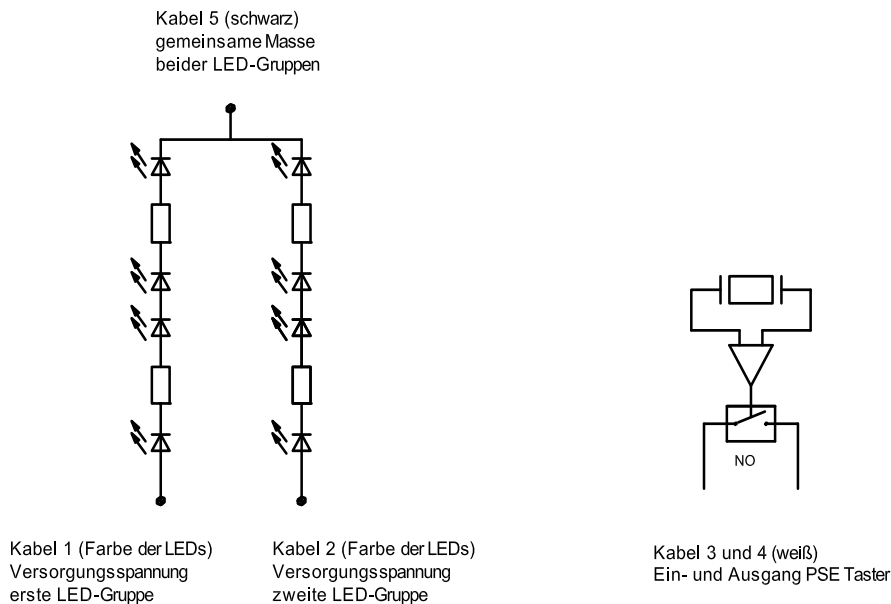 Kabel 5 (schwarz)
gemeinsame Masse
beider LED-Gruppen
NO
Kabel 1 (Farbe der LEDs)
Versorgungsspannung
erste LED-Gruppe
Kabel 2 (Farbe der LEDs)
Versorgungsspannung
zweite LED-Gruppe
Kabel 3 und 4 (weiß)
Ein- und Ausgang PSE Taster